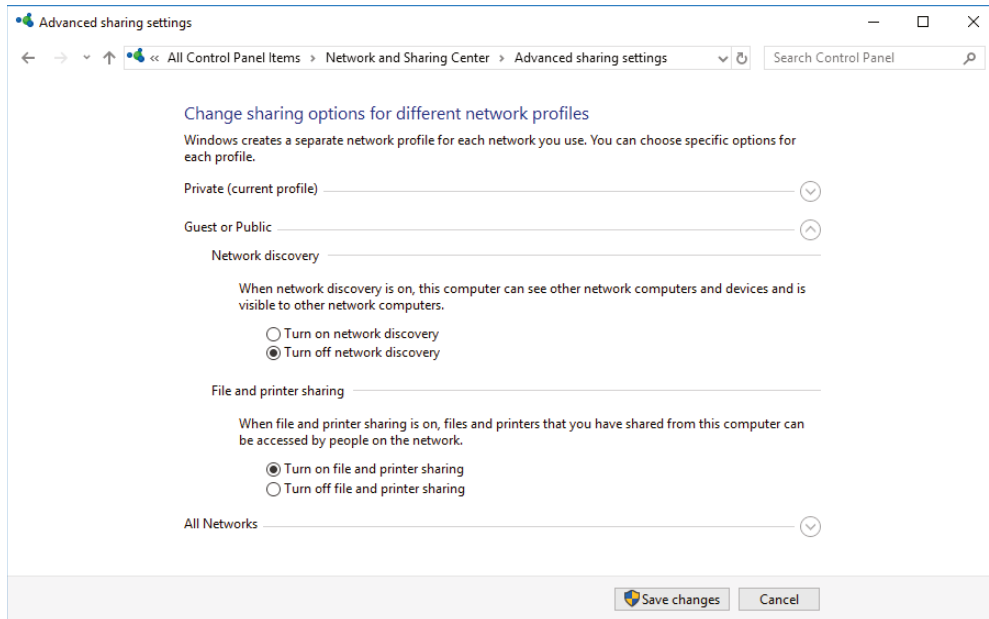 Advanced sharing settings
« All Control Panel Items > Network and Sharing Center > Advanced sharing settings
Search Control Panel
Change sharing options for different network profiles
Windows creates a separate network profile for each network you use. You can choose specific options for
each profile.
Private (current profile)
Guest or Public
Network discovery
When network discovery is on, this computer can see other network computers and devices and is
visible to other network computers.
Turn on network discovery
Turn off network discovery
File and printer sharing
When file and printer sharing is on, files and printers that you have shared from this computer can
be accessed by people on the network.
Turn on file and printer sharing
Turn off file and printer sharing
All Networks
Save changes
Cancel